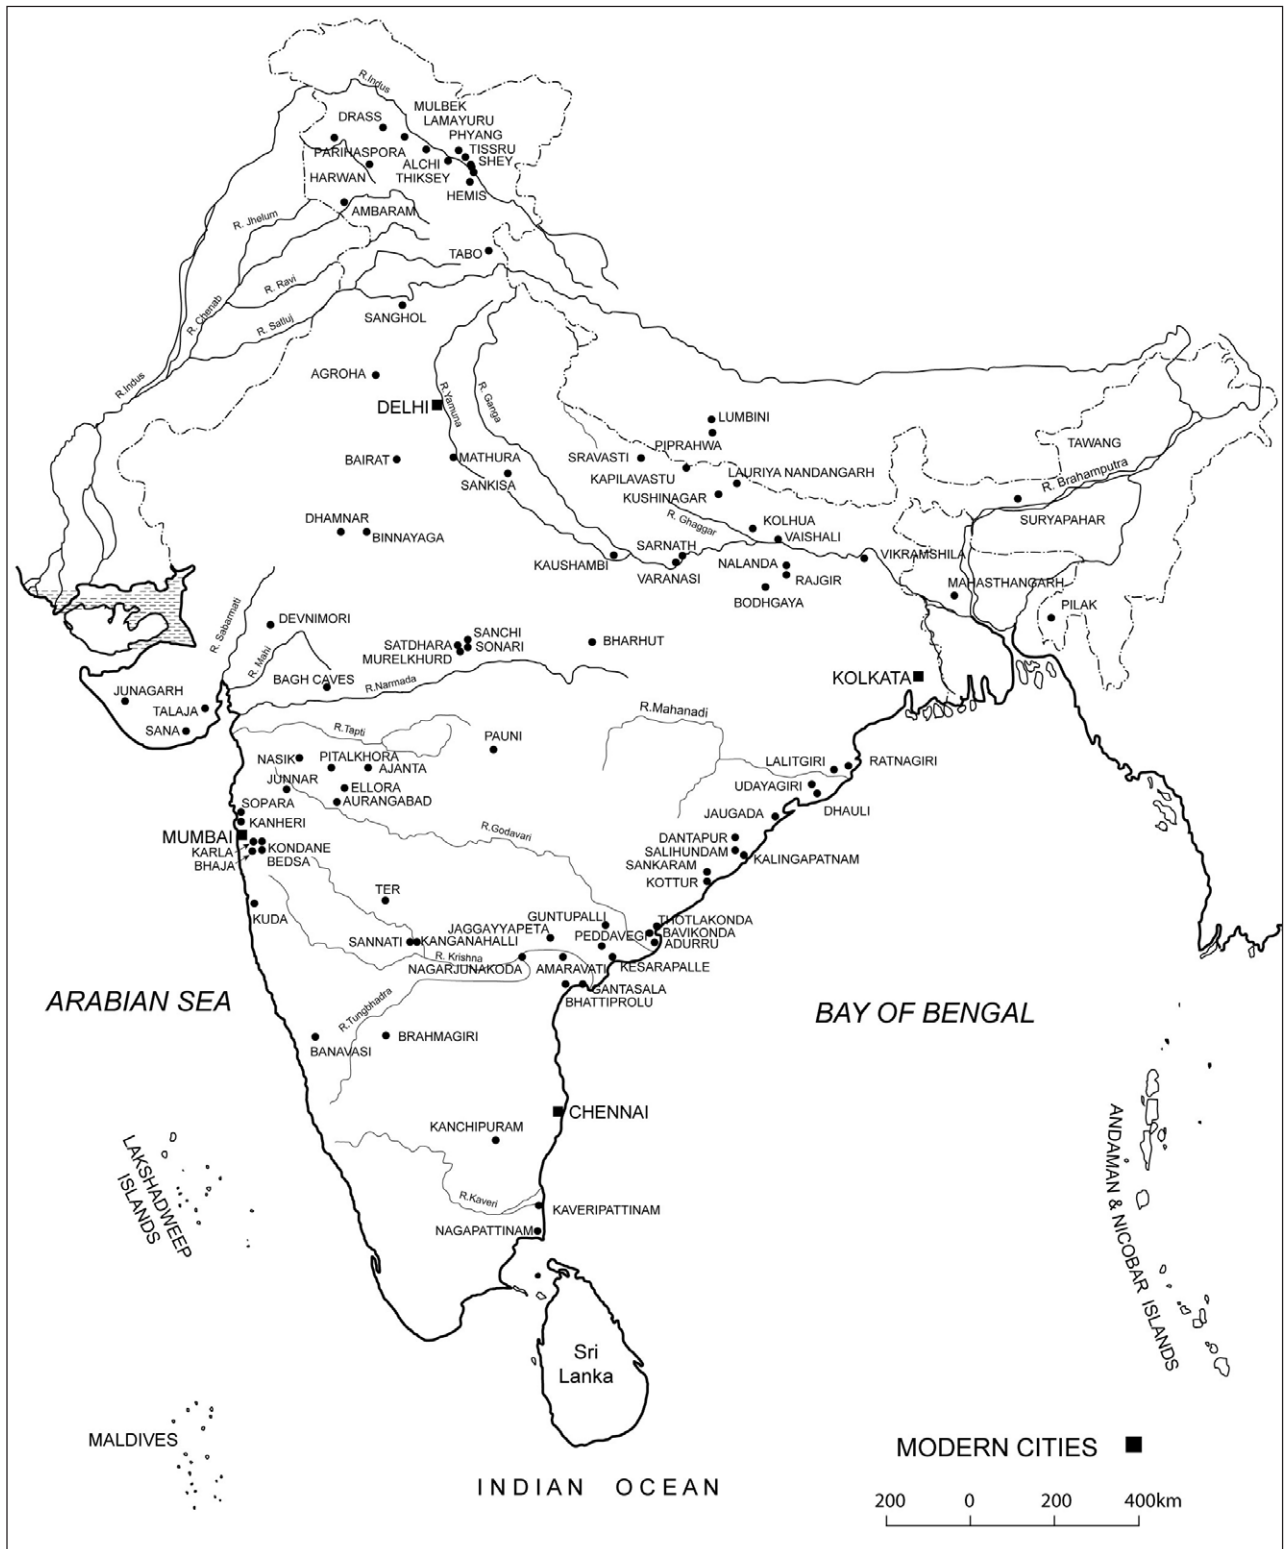 R.Indus
MULBEK
DRASS
LAMAYURU
PHYANG
PARIHASPORA
TISSRU
ALCHI
SHEY
HARWAN
THIKSEY
HEMIS
AMBARAM
R. Jhelum
TABO
R. Ravi
R. Chenab
SANGHOL
R. Satluj
AGROHA
R.Indus
DELHI
R.Yamuna
R. Ganga
LUMBINI
PIPRAHWA
TAWANG
BAIRAT
MATHURA
SRAVASTI
SANKISA
KAPILAVASTU
LAURIYA NANDANGARH
R. Brahamputra
KUSHINAGAR
DHAMNAR
BINNAYAGA
R. Ghaggar
KOLHUA
SURYAPAHAR
VAISHALI
SARNATH
KAUSHAMBI
VARANASI
NALANDA
VIKRAMSHILA
RAJGIR
MAHASTHANGARH
BODHGAYA
PILAK
R. Sabarmati
DEVNIMORI
SANCHI
SATDHARA
SONARI
BHARHUT
MURELKHURD
R. Mahi
BAGH CAVES
R.Narmada
KOLKATA
JUNAGARH
TALAJA
R.Mahanadi
SANA
R.Tapti
PAUNI
NASIK
PITALKHORA
AJANTA
LALITGIRI
RATNAGIRI
JUNNAR
ELLORA
UDAYAGIRI
SOPARA
AURANGABAD
DHAULI
KANHERI
JAUGADA
MUMBAI
R.Godavari
DANTAPUR
KARLA
KONDANE
SALIHUNDAM
KALINGAPATNAM
BHAJA
BEDSA
SANKARAM
KOTTUR
TER
KUDA
GUNTUPALLI
THOTLAKONDA
JAGGAYYAPETA
BAVIKONDA
SANNATI
KANGANAHALLI
PEDDAVEGI
ADURRU
R. Krishna
NAGARJUNAKODA
AMARAVATI
KESARAPALLE
GANTASALA
BHATTIPROLU
ARABIAN SEA
R.Tungbhadra
BAY OF BENGAL
BRAHMAGIRI
BANAVASI
CHENNAI
KANCHIPURAM
LAKSHADWEEP
ISLANDS
ANDAMAN & NICOBAR ISLANDS
R.Kaveri
KAVERIPATTINAM
NAGAPATTINAM
Sri
Lanka
MALDIVES
MODERN CITIES
INDIAN OCEAN
200 0 200 400km